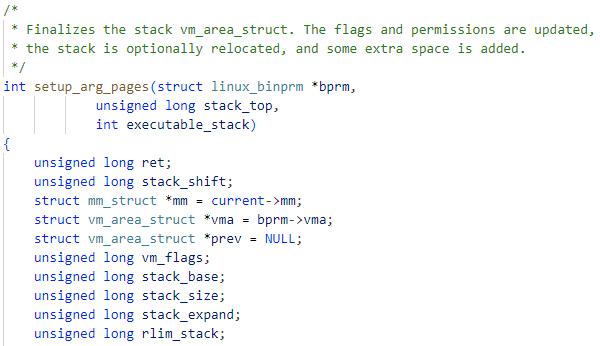 /*
 * Finalizes the stack vm_area_struct. The flags and permissions are updated,
 * the stack is optionally relocated, and some extra space is added.
 */
int setup_arg_pages(struct linux_binprm *bprm,
            unsigned long stack_top,
            int executable_stack)
{
    unsigned long ret;
    unsigned long stack_shift;
    struct mm_struct *mm = current->mm;
    struct vm_area_struct *vma = bprm->vma;
    struct vm_area_struct *prev = NULL;
    unsigned long vm_flags;
    unsigned long stack_base;
    unsigned long stack_size;
    unsigned long stack_expand;
    unsigned long rlim_stack;